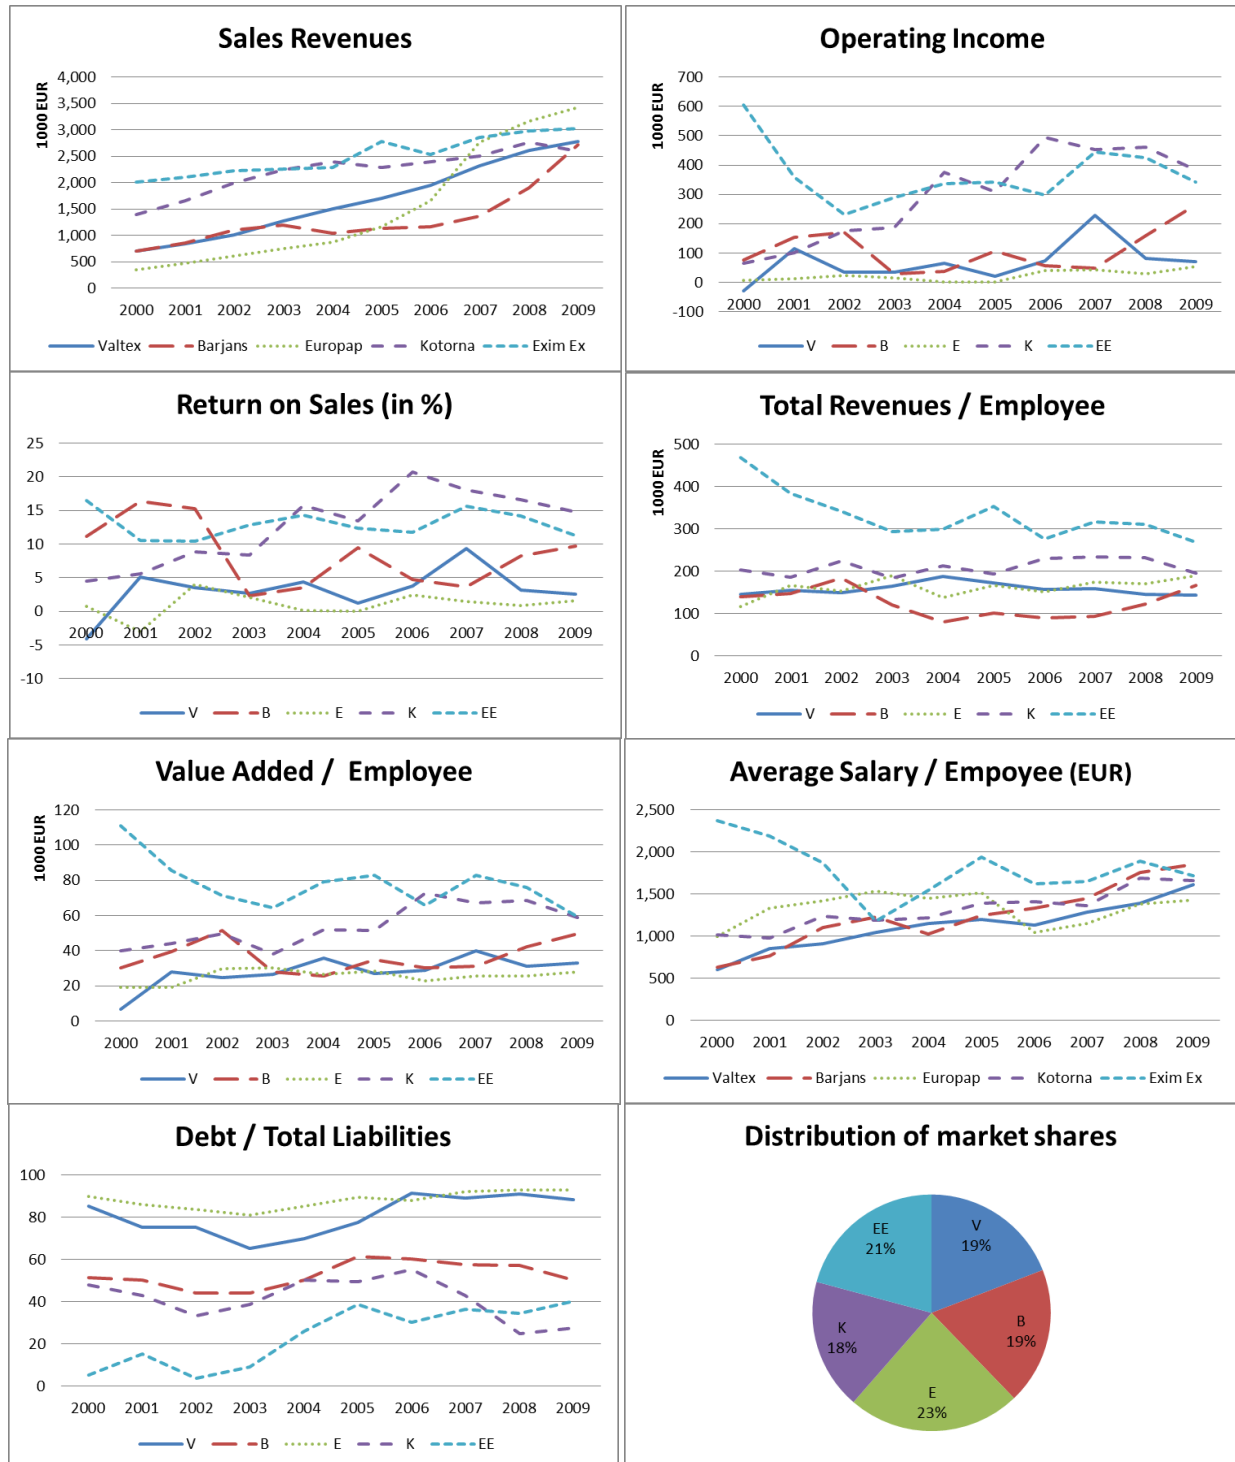 Sales Revenues
1000 EUR
4,000
3,500
3,000
2,500
2,000
1,500
1,000
500
0
2000 2001 2002 2003 2004 2005 2006 2007 2008 2009
Valtex Barjans Europap Kotorna Exim Ex
Operating Income
1000 EUR
700
600
500
400
300
200
100
0
-100
2000 2001 2002 2003 2004 2005 2006 2007 2008 2009
V B E K EE
Return on Sales (in %)
25
20
15
10
5
0
-5
-10
2000 2001 2002 2003 2004 2005 2006 2007 2008 2009
V B E K EE
Total Revenues / Employee
1000 EUR
500
400
300
200
100
0
2000 2001 2002 2003 2004 2005 2006 2007 2008 2009
V B E K EE
Value Added / Employee
1000 EUR
120
100
80
60
40
20
0
2000 2001 2002 2003 2004 2005 2006 2007 2008 2009
V B E K EE
Average Salary / Empoyee (EUR)
2,500
2,000
1,500
1,000
500
0
2000 2001 2002 2003 2004 2005 2006 2007 2008 2009
Valtex Barjans Europap Kotorna Exim Ex
Debt / Total Liabilities
100
80
60
40
20
0
2000 2001 2002 2003 2004 2005 2006 2007 2008 2009
V B E K EE
Distribution of market shares
V
19%
B
19%
E
23%
K
18%
EE
21%